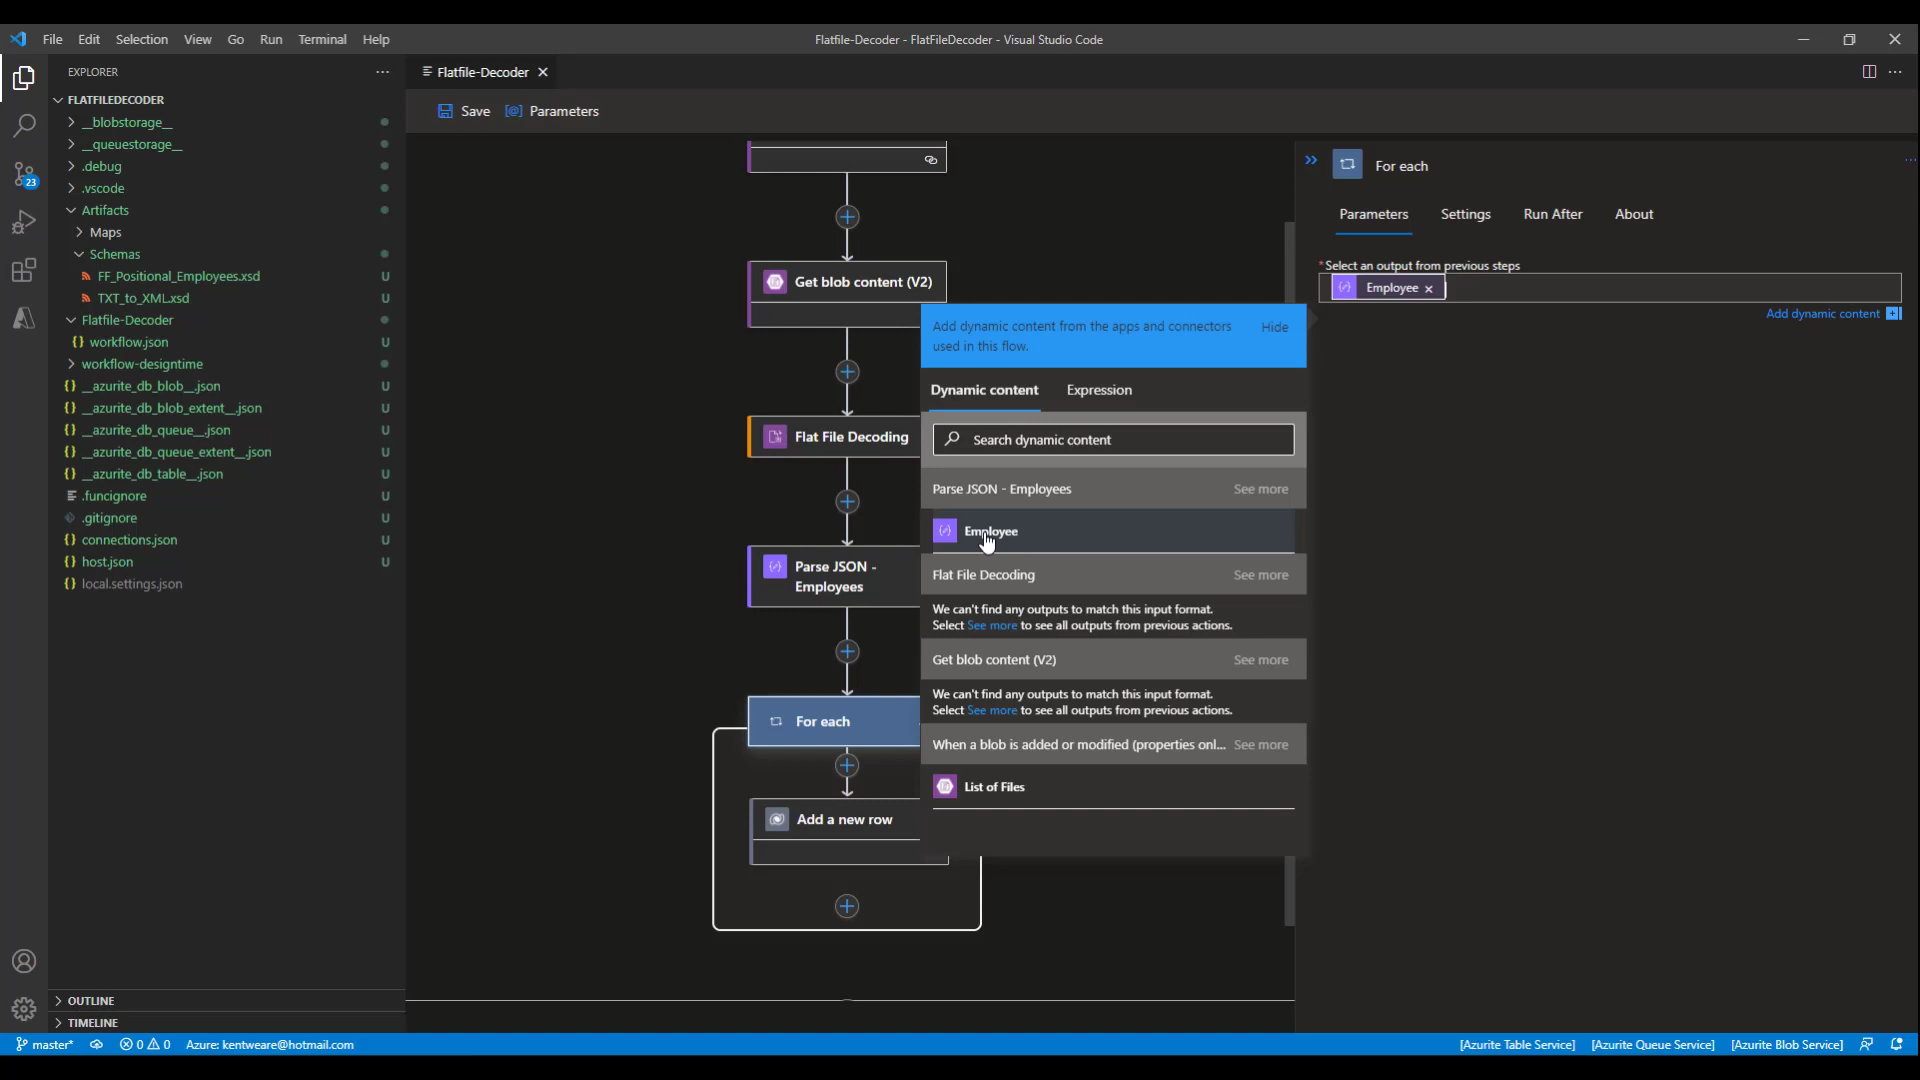 File Edit Selection View Go Run Terminal Help
Flatfile-Decoder - FlatFileDecoder - Visual Studio Code
EXPLORER
FLATFILEDECODER
__blobstorage__
__queuestorage__
.debug
.vscode
Artifacts
Maps
Schemas
FF_Positional_Employees.xsd U
TXT_to_XML.xsd U
Flatfile-Decoder
workflow.json U
workflow-designtime
__azurite_db_blob__.json U
__azurite_db_blob_extent__.json U
__azurite_db_queue__.json U
__azurite_db_queue_extent__.json U
__azurite_db_table__.json U
.funcignore U
.gitignore U
connections.json U
host.json U
local.settings.json
OUTLINE
TIMELINE
23
Flatfile-Decoder
Save Parameters
Get blob content (V2)
Flat File Decoding
Parse JSON -
Employees
For each
Add a new row
Add dynamic content from the apps and connectors
used in this flow.
Hide
Dynamic content Expression
Search dynamic content
Parse JSON - Employees See more
Employee
Flat File Decoding See more
We can't find any outputs to match this input format.
Select See more to see all outputs from previous actions.
Get blob content (V2) See more
We can't find any outputs to match this input format.
Select See more to see all outputs from previous actions.
When a blob is added or modified (properties onl... See more
List of Files
For each
Parameters Settings Run After About
* Select an output from previous steps
Employee ×
Add dynamic content
master* 0 0 Azure: kentweare@hotmail.com
[Azurite Table Service] [Azurite Queue Service] [Azurite Blob Service]